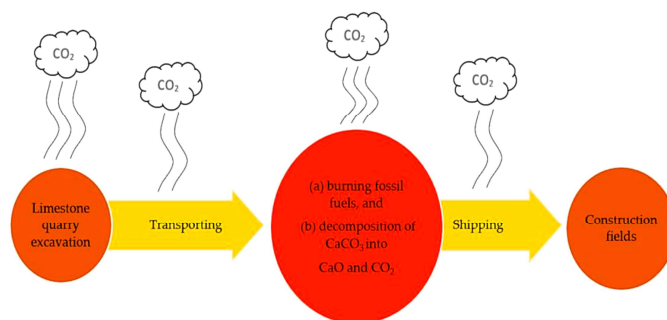 CO₂
CO₂
CO₂
CO₂
Limestone
quarry
excavation
Transporting
(a) burning fossil
fuels, and
(b) decomposition of
CaCO₃ into
CaO and CO₂
Shipping
Construction
fields